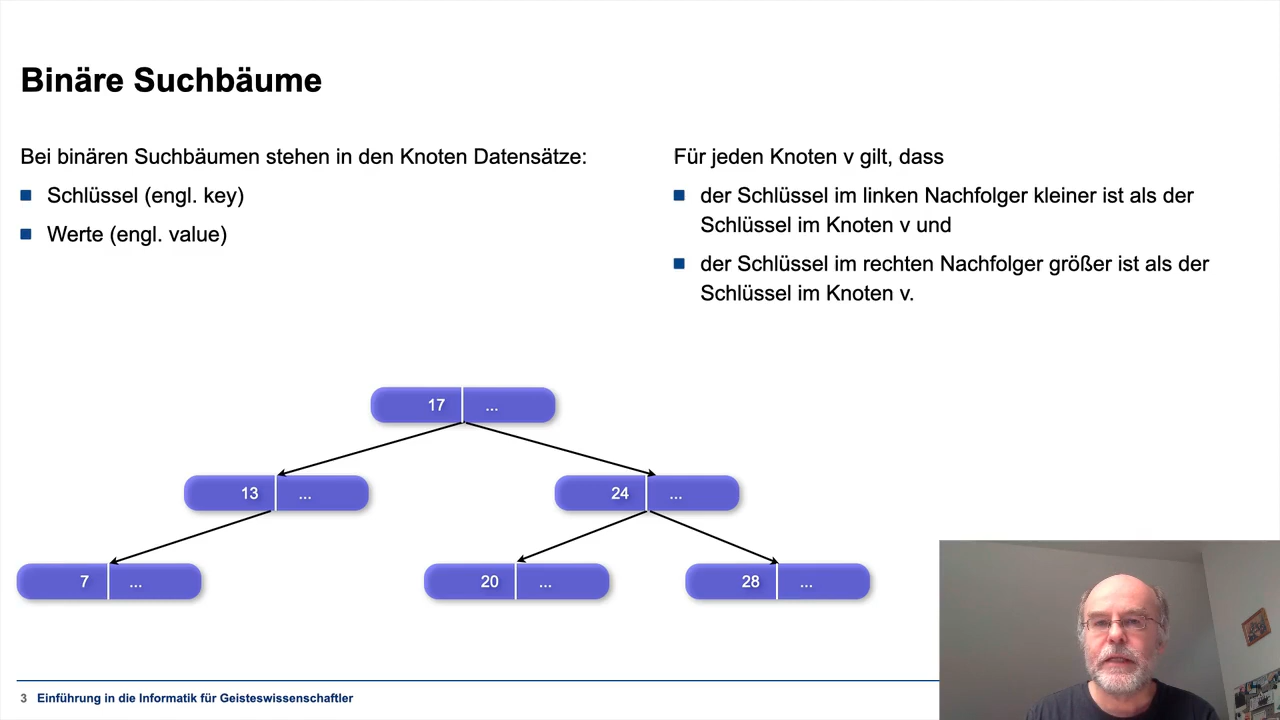 Binäre Suchbäume
Bei binären Suchbäumen stehen in den Knoten Datensätze:
Schlüssel (engl. key)
Werte (engl. value)
Für jeden Knoten v gilt, dass
der Schlüssel im linken Nachfolger kleiner ist als der
Schlüssel im Knoten v und
der Schlüssel im rechten Nachfolger größer ist als der
Schlüssel im Knoten v.
17 ...
13 ...
24 ...
7 ...
20 ...
28 ...
3 Einführung in die Informatik für Geisteswissenschaftler